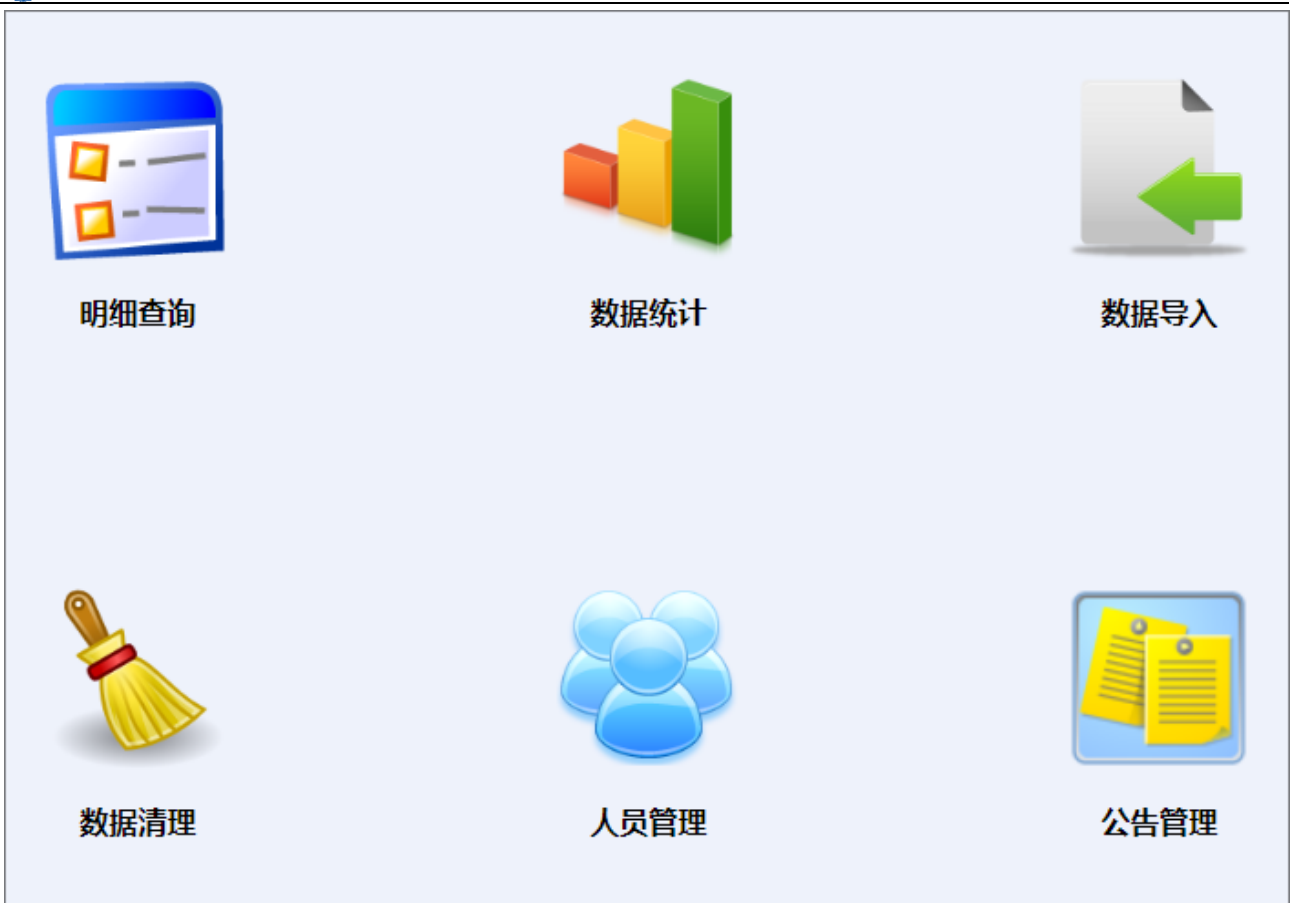 明细查询
数据统计
数据导入
数据清理
人员管理
公告管理